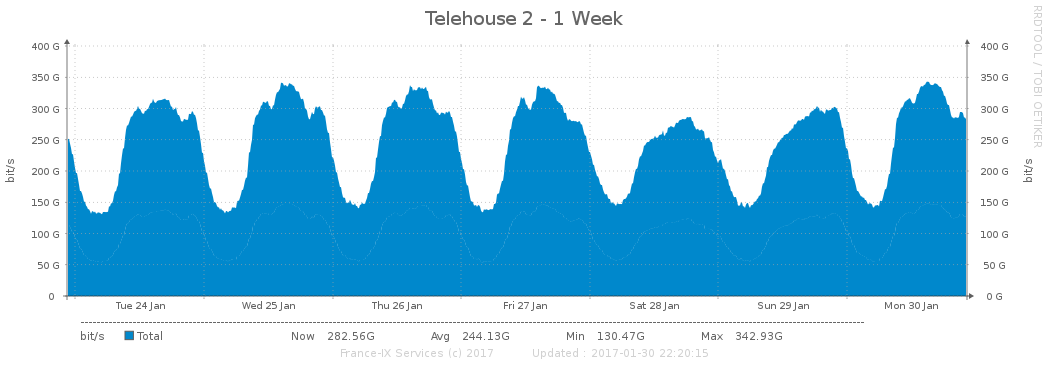 Telehouse 2 - 1 Week
RRDTOOL / TOBI OETIKER
400 G 400 G
350 G 350 G
300 G 300 G
250 G 250 G
200 G 200 G
150 G 150 G
100 G 100 G
50 G 50 G
0 0 G
bit/s bit/s
Tue 24 Jan Wed 25 Jan Thu 26 Jan Fri 27 Jan Sat 28 Jan Sun 29 Jan Mon 30 Jan
bit/s Total Now 282.56G Avg 244.13G Min 130.47G Max 342.93G
France-IX Services (c) 2017 Updated : 2017-01-30 22:20:15